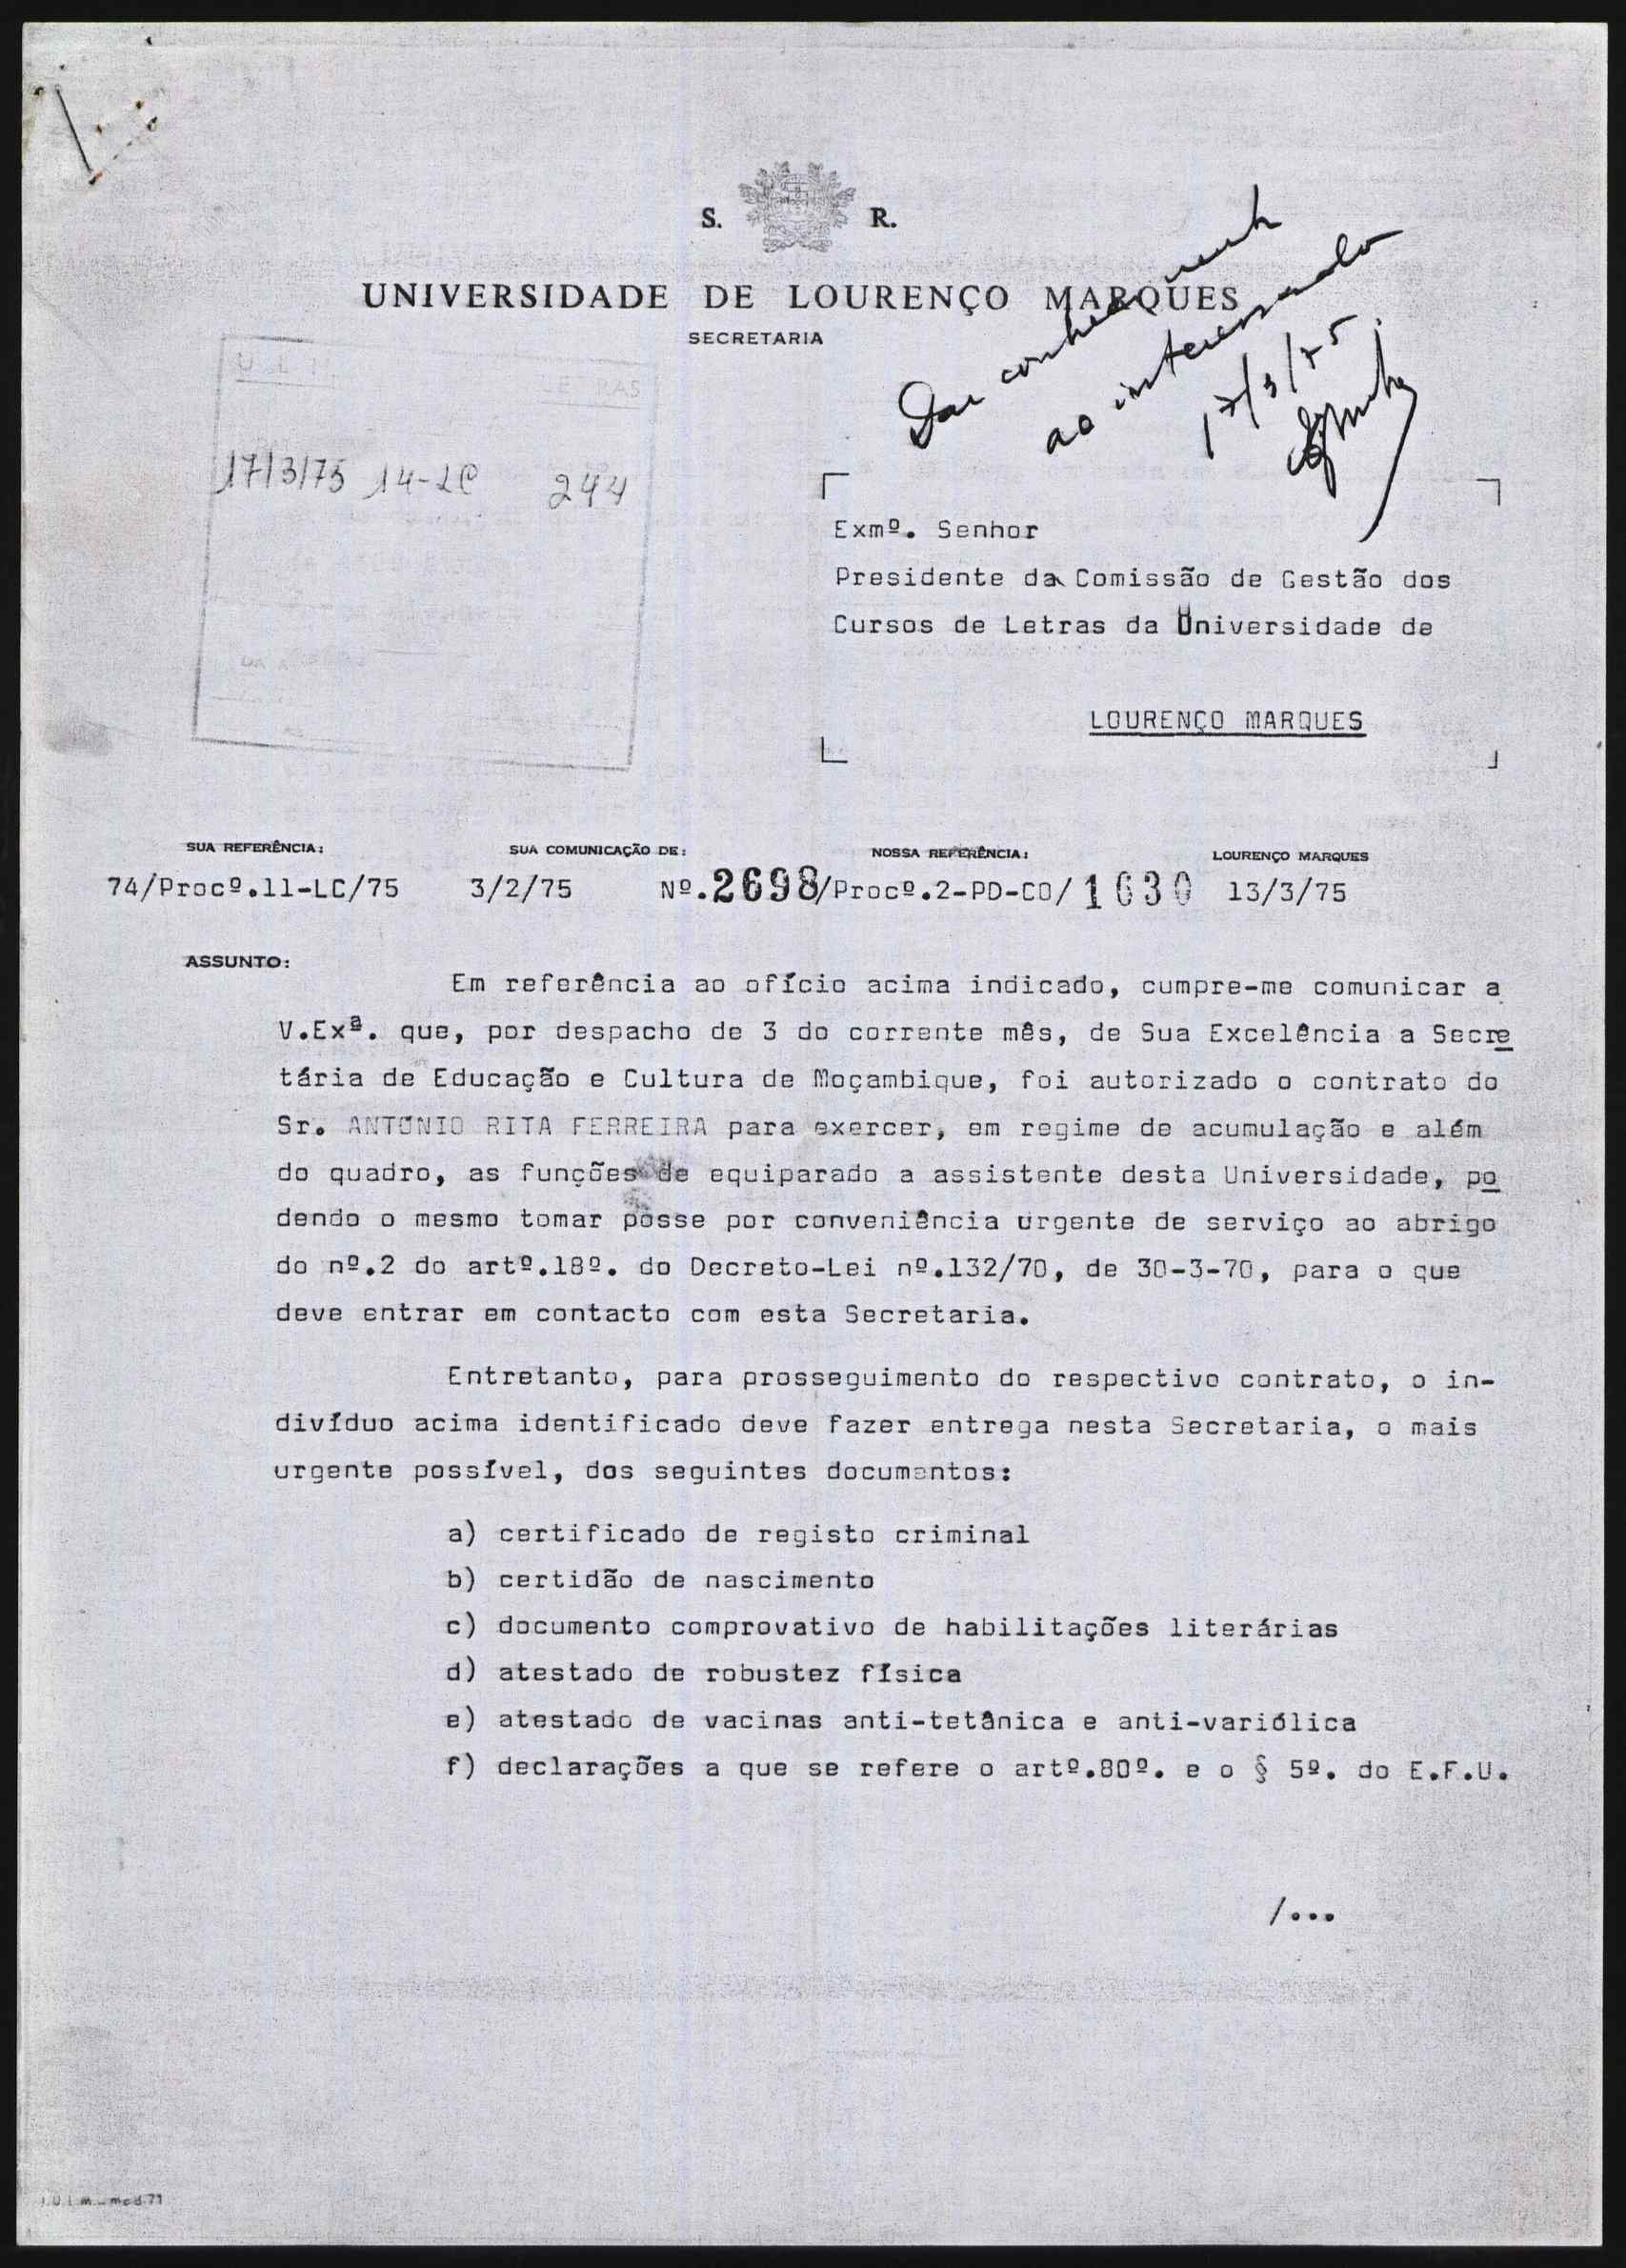 S. R.
UNIVERSIDADE DE LOURENÇO MARQUES
SECRETARIA
Dar conhecimento
ao interessado
17/3/75
U. L.
LETRAS
17/3/75 14-LC 244
Exmº. Senhor
Presidente da Comissão de Gestão dos
Cursos de Letras da Universidade de
LOURENÇO MARQUES
SUA REFERÊNCIA: SUA COMUNICAÇÃO DE: NOSSA REFERÊNCIA: LOURENÇO MARQUES
74/Procº.11-LC/75 3/2/75 Nº.2698/Procº.2-PD-CO/1630 13/3/75
ASSUNTO:
Em referência ao ofício acima indicado, cumpre-me comunicar a
V.Exª. que, por despacho de 3 do corrente mês, de Sua Excelência a Secre
tária de Educação e Cultura de Moçambique, foi autorizado o contrato do
Sr. ANTÓNIO RITA FERREIRA para exercer, em regime de acumulação e além
do quadro, as funções de equiparado a assistente desta Universidade, po
dendo o mesmo tomar posse por conveniência urgente de serviço ao abrigo
do nº.2 do artº.18º. do Decreto-Lei nº.132/70, de 30-3-70, para o que
deve entrar em contacto com esta Secretaria.
Entretanto, para prosseguimento do respectivo contrato, o in-
divíduo acima identificado deve fazer entrega nesta Secretaria, o mais
urgente possível, dos seguintes documentos:
a) certificado de registo criminal
b) certidão de nascimento
c) documento comprovativo de habilitações literárias
d) atestado de robustez física
e) atestado de vacinas anti-tetânica e anti-variólica
f) declarações a que se refere o artº.80º. e o § 5º. do E.F.U.
/...